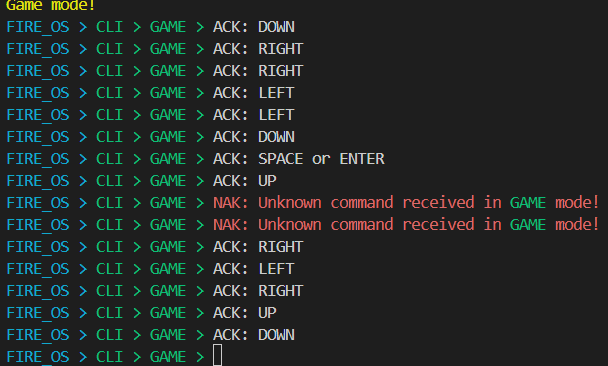 Game mode!
FIRE_OS > CLI > GAME > ACK: DOWN
FIRE_OS > CLI > GAME > ACK: RIGHT
FIRE_OS > CLI > GAME > ACK: RIGHT
FIRE_OS > CLI > GAME > ACK: LEFT
FIRE_OS > CLI > GAME > ACK: LEFT
FIRE_OS > CLI > GAME > ACK: DOWN
FIRE_OS > CLI > GAME > ACK: SPACE or ENTER
FIRE_OS > CLI > GAME > ACK: UP
FIRE_OS > CLI > GAME > NAK: Unknown command received in GAME mode!
FIRE_OS > CLI > GAME > NAK: Unknown command received in GAME mode!
FIRE_OS > CLI > GAME > ACK: RIGHT
FIRE_OS > CLI > GAME > ACK: LEFT
FIRE_OS > CLI > GAME > ACK: RIGHT
FIRE_OS > CLI > GAME > ACK: UP
FIRE_OS > CLI > GAME > ACK: DOWN
FIRE_OS > CLI > GAME >